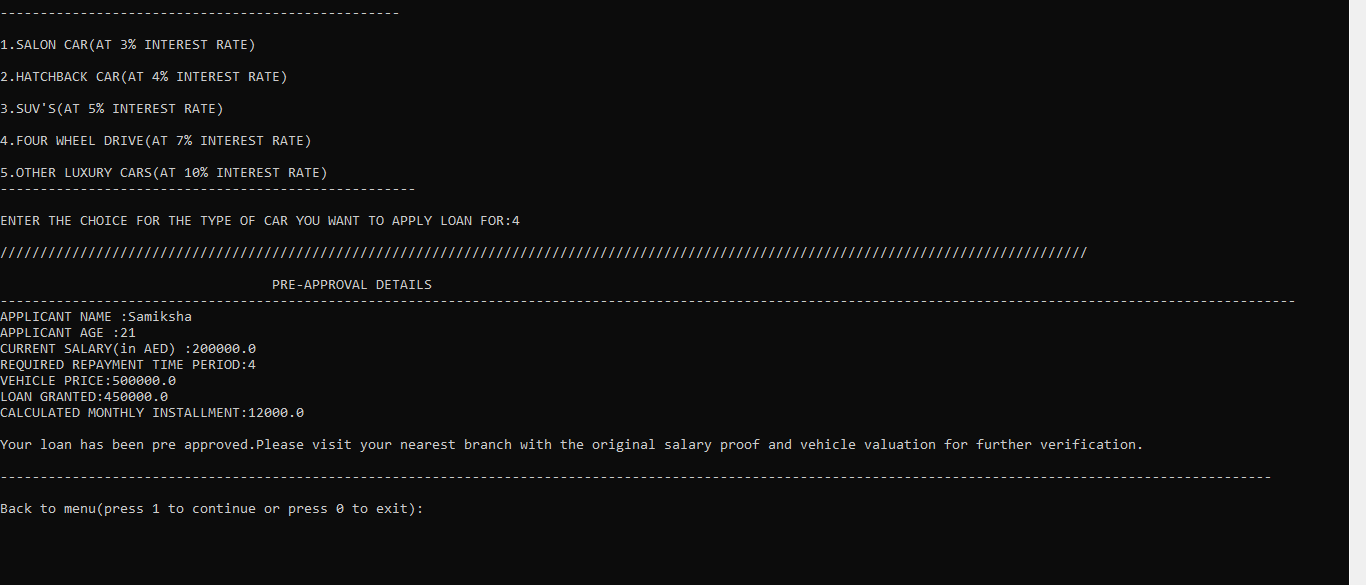 --------------------------------------------------
1.SALON CAR(AT 3% INTEREST RATE)
2.HATCHBACK CAR(AT 4% INTEREST RATE)
3.SUV'S(AT 5% INTEREST RATE)
4.FOUR WHEEL DRIVE(AT 7% INTEREST RATE)
5.OTHER LUXURY CARS(AT 10% INTEREST RATE)
----------------------------------------------------
ENTER THE CHOICE FOR THE TYPE OF CAR YOU WANT TO APPLY LOAN FOR:4
////////////////////////////////////////////////////////////////////////////////////////////////////////////////////////////////////////
PRE-APPROVAL DETAILS
------------------------------------------------------------------------------------------------------------------------------------------------------------------
APPLICANT NAME :Samiksha
APPLICANT AGE :21
CURRENT SALARY(in AED) :200000.0
REQUIRED REPAYMENT TIME PERIOD:4
VEHICLE PRICE:500000.0
LOAN GRANTED:450000.0
CALCULATED MONTHLY INSTALLMENT:12000.0
Your loan has been pre approved.Please visit your nearest branch with the original salary proof and vehicle valuation for further verification.
---------------------------------------------------------------------------------------------------------------------------------------------------------------
Back to menu(press 1 to continue or press 0 to exit):